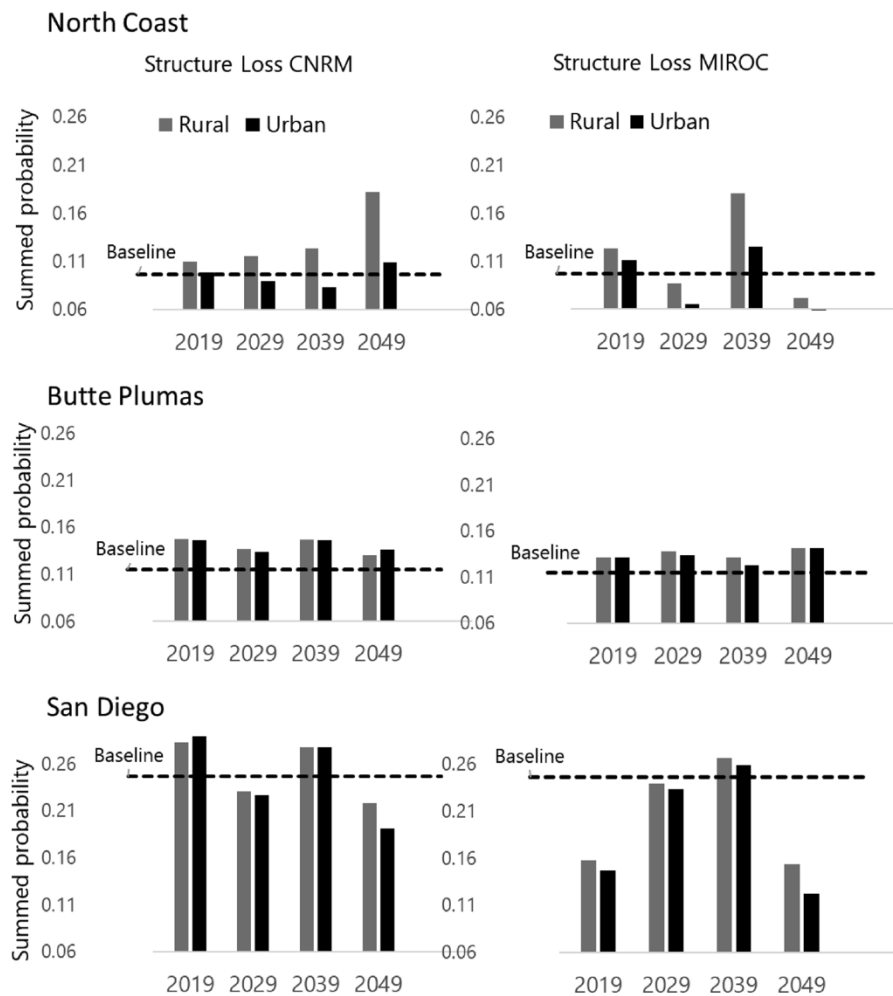 North Coast
Structure Loss CNRM
Structure Loss MIROC
Summed probability
0.26
0.21
0.16
0.11
0.06
Rural Urban
Baseline
2019 2029 2039 2049
0.26
0.21
0.16
0.11
0.06
Rural Urban
Baseline
2019 2029 2039 2049
Butte Plumas
Summed probability
0.26
0.21
0.16
0.11
0.06
Baseline
2019 2029 2039 2049
0.26
0.21
0.16
0.11
0.06
Baseline
2019 2029 2039 2049
San Diego
Summed probability
0.26
0.21
0.16
0.11
0.06
Baseline
2019 2029 2039 2049
0.26
0.21
0.16
0.11
0.06
Baseline
2019 2029 2039 2049